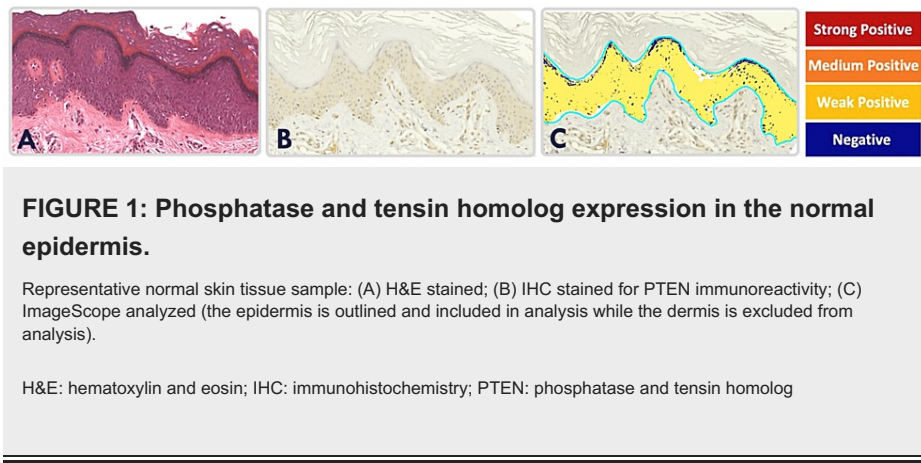 A
B
C
Strong Positive
Medium Positive
Weak Positive
Negative
FIGURE 1: Phosphatase and tensin homolog expression in the normal
epidermis.
Representative normal skin tissue sample: (A) H&E stained; (B) IHC stained for PTEN immunoreactivity; (C)
ImageScope analyzed (the epidermis is outlined and included in analysis while the dermis is excluded from
analysis).
H&E: hematoxylin and eosin; IHC: immunohistochemistry; PTEN: phosphatase and tensin homolog